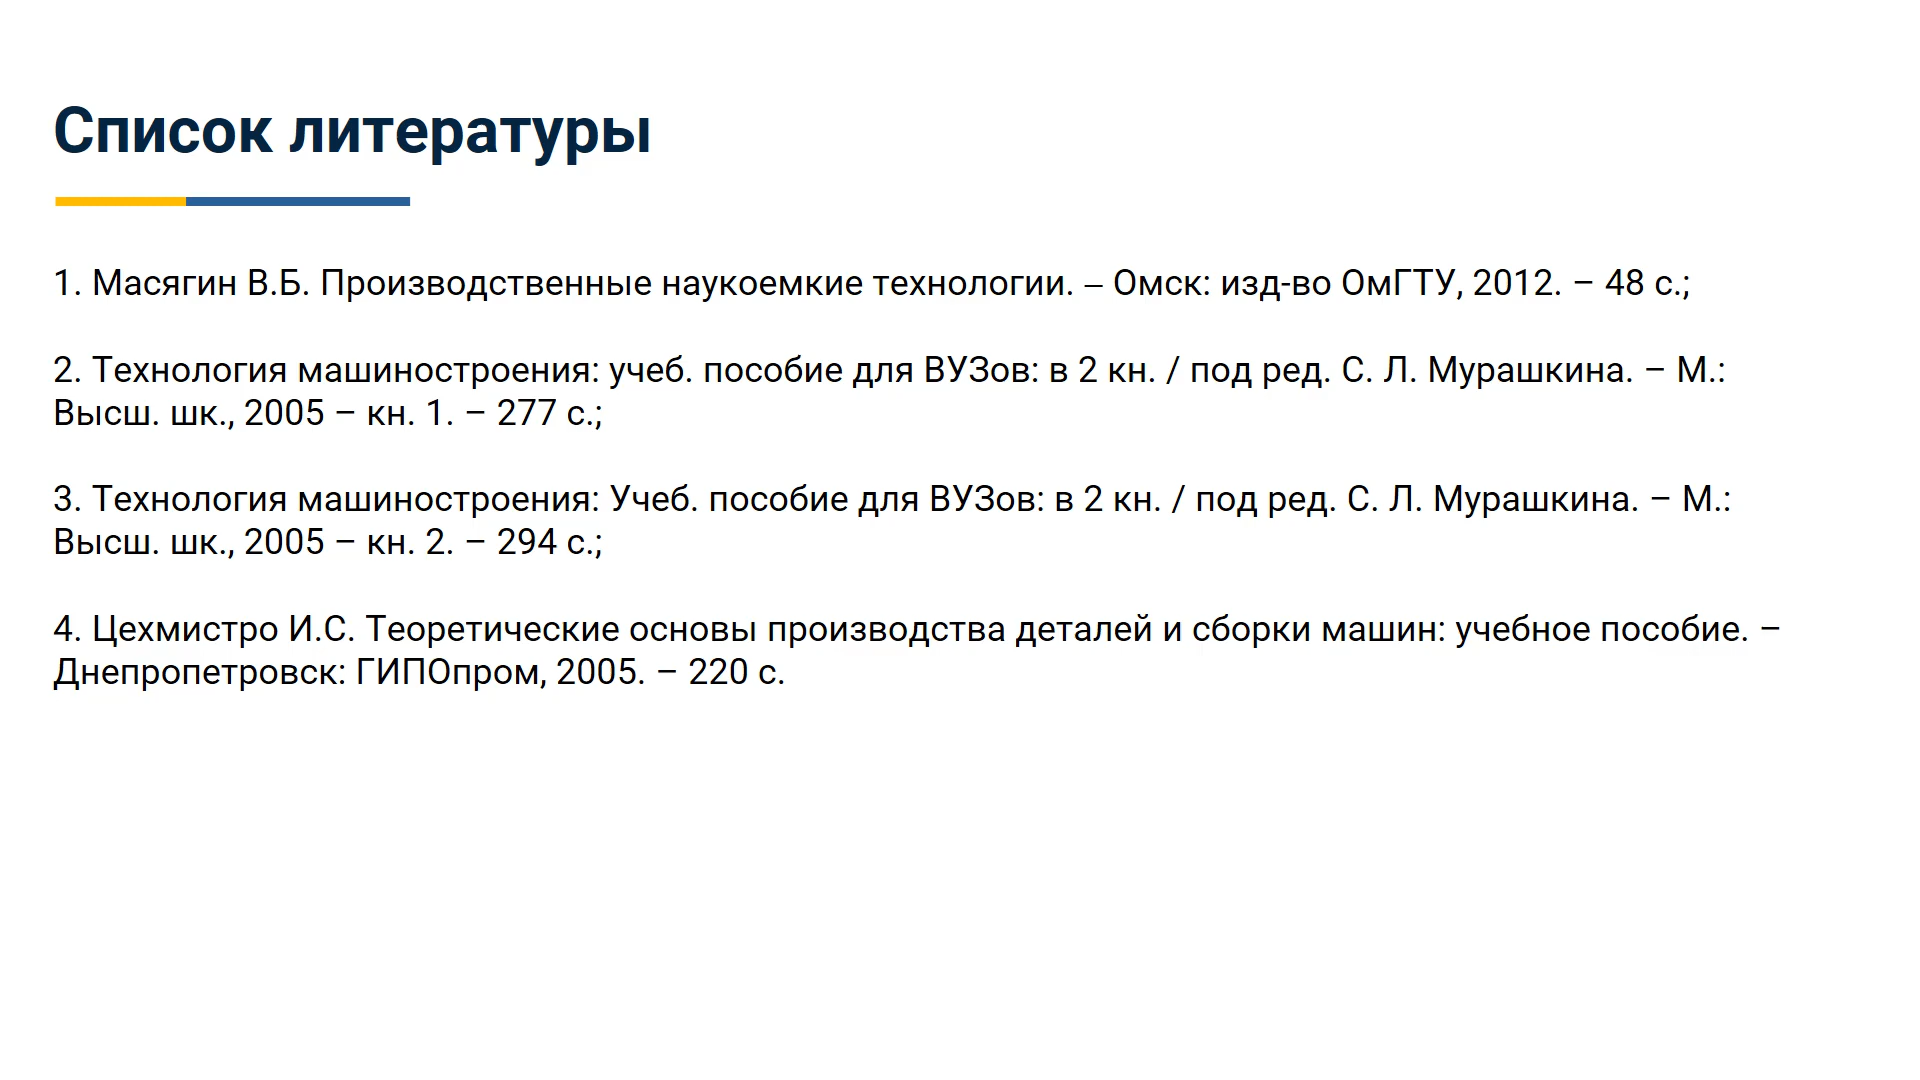 Список литературы
1. Масягин В.Б. Производственные наукоемкие технологии. – Омск: изд-во ОмГТУ, 2012. – 48 с.;
2. Технология машиностроения: учеб. пособие для ВУЗов: в 2 кн. / под ред. С. Л. Мурашкина. – М.:
Высш. шк., 2005 – кн. 1. – 277 с.;
3. Технология машиностроения: Учеб. пособие для ВУЗов: в 2 кн. / под ред. С. Л. Мурашкина. – М.:
Высш. шк., 2005 – кн. 2. – 294 с.;
4. Цехмистро И.С. Теоретические основы производства деталей и сборки машин: учебное пособие. –
Днепропетровск: ГИПОпром, 2005. – 220 с.